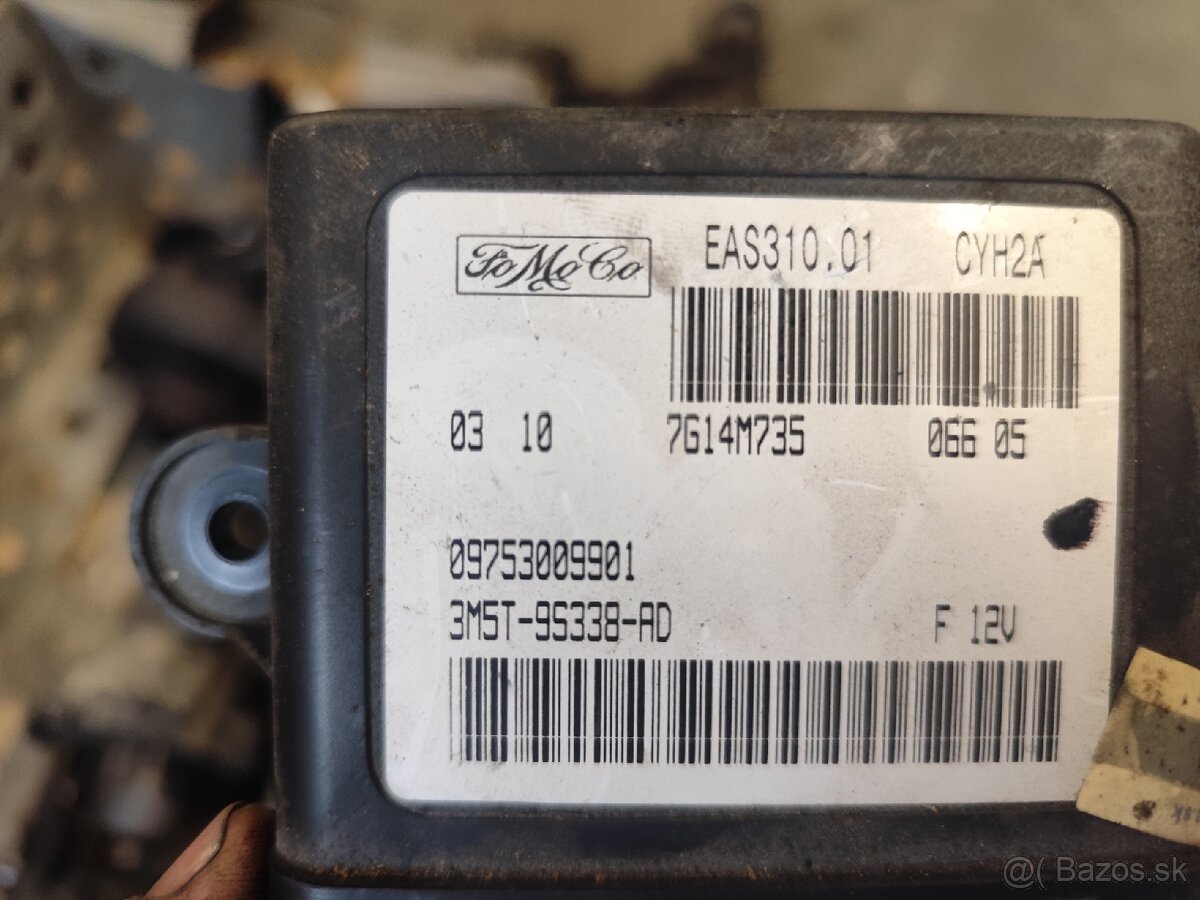 FoMoCo EAS310.01 CYH2A
03 10 7G14M735 066 05
09753009901
3M5T-9S338-AD F 12V
@( Bazos.sk